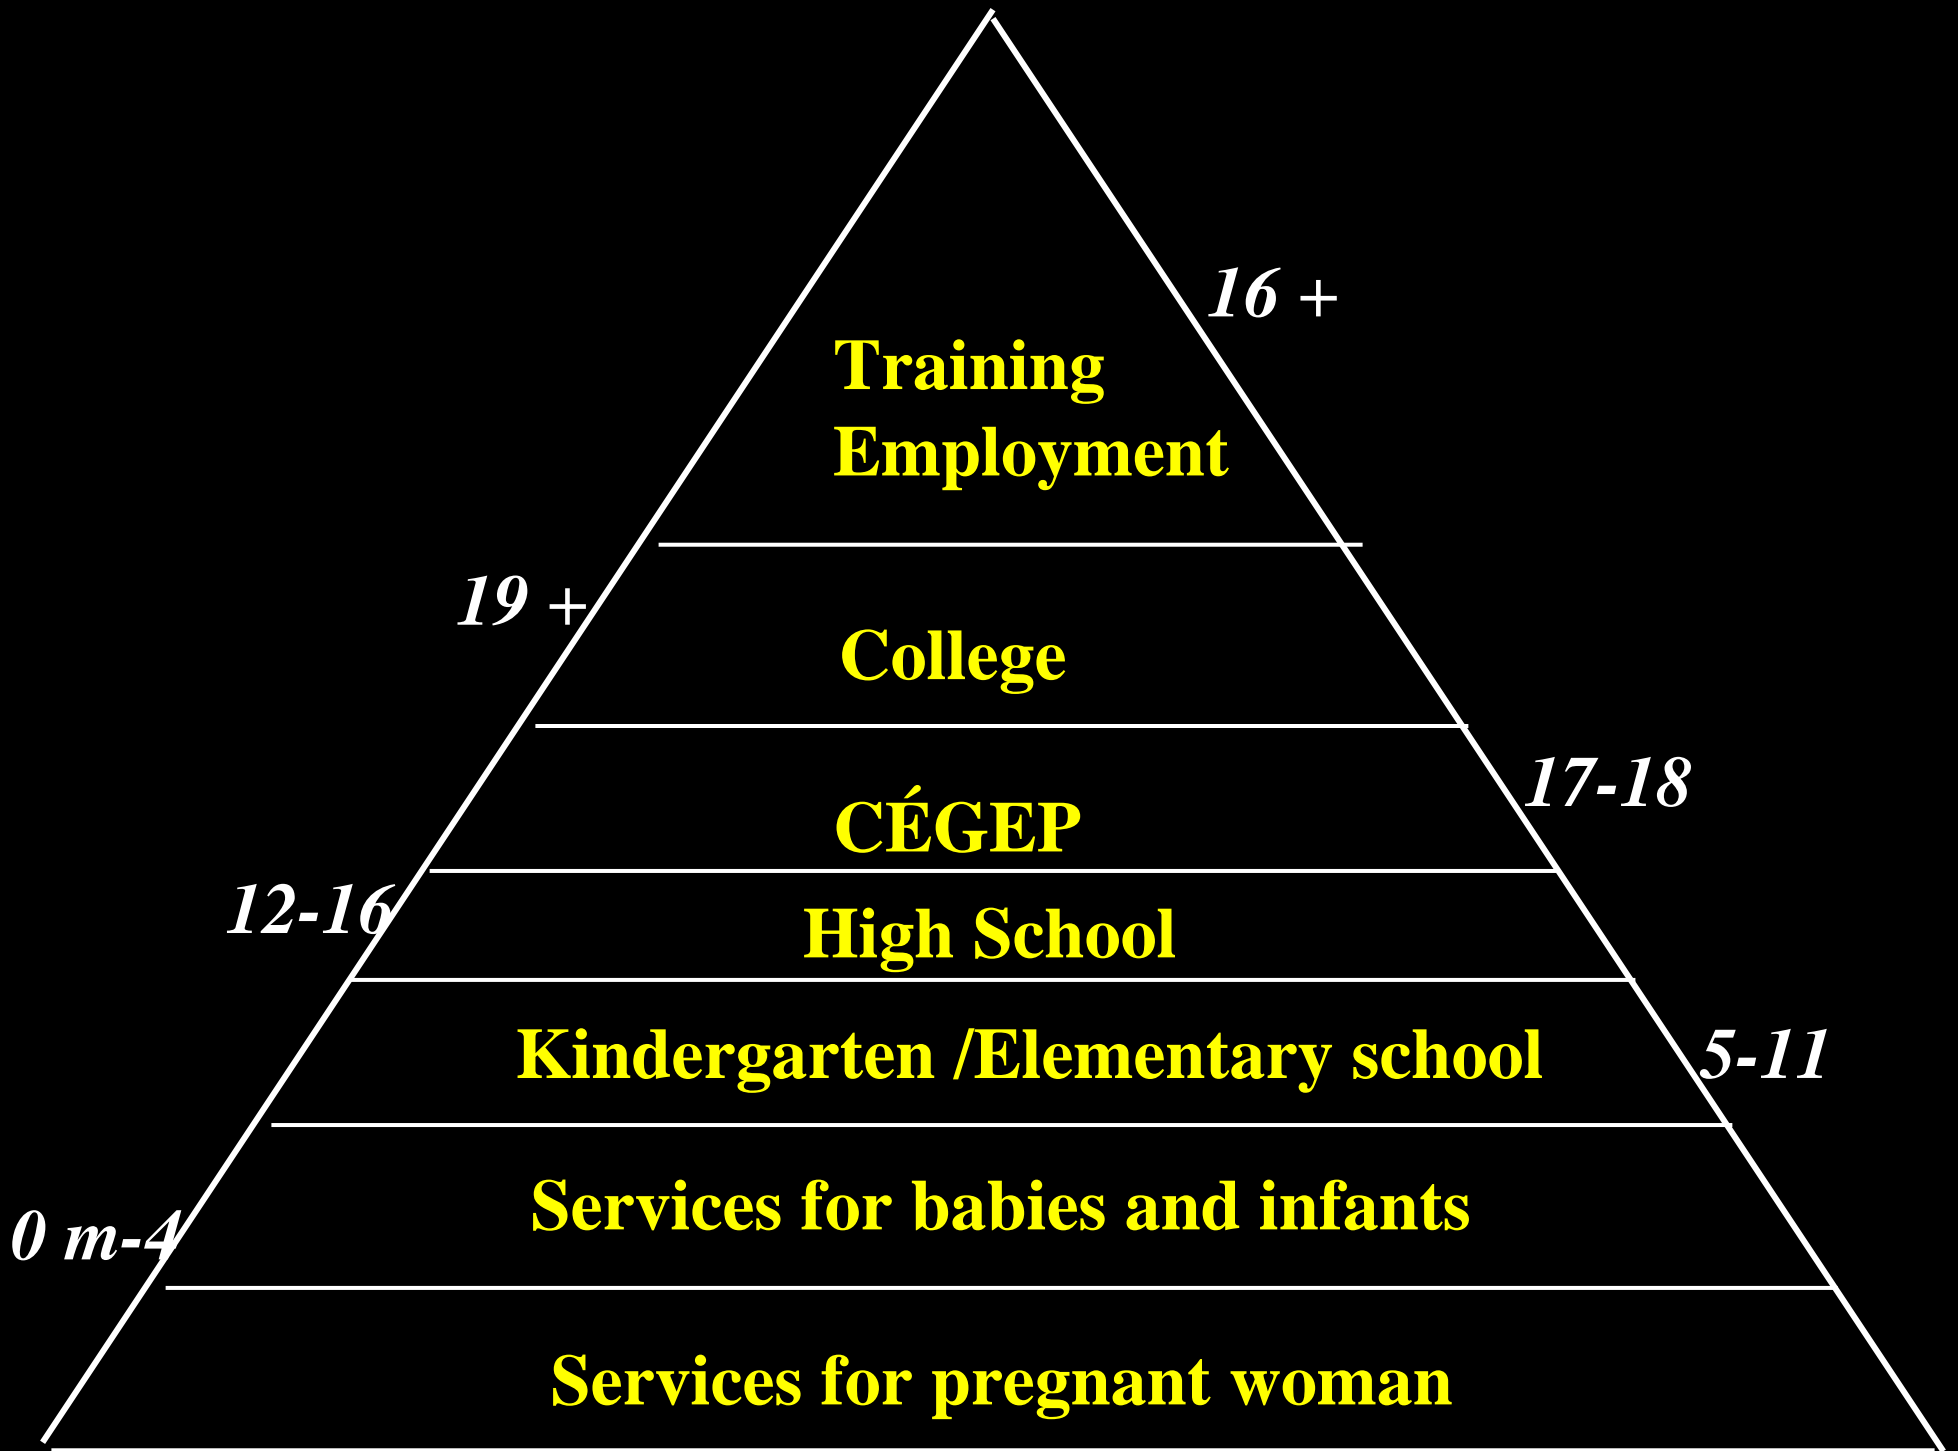 16 +
Training
Employment
19 +
College
17-18
CÉGEP
12-16
High School
Kindergarten /Elementary school
5-11
Services for babies and infants
0 m-4
Services for pregnant woman